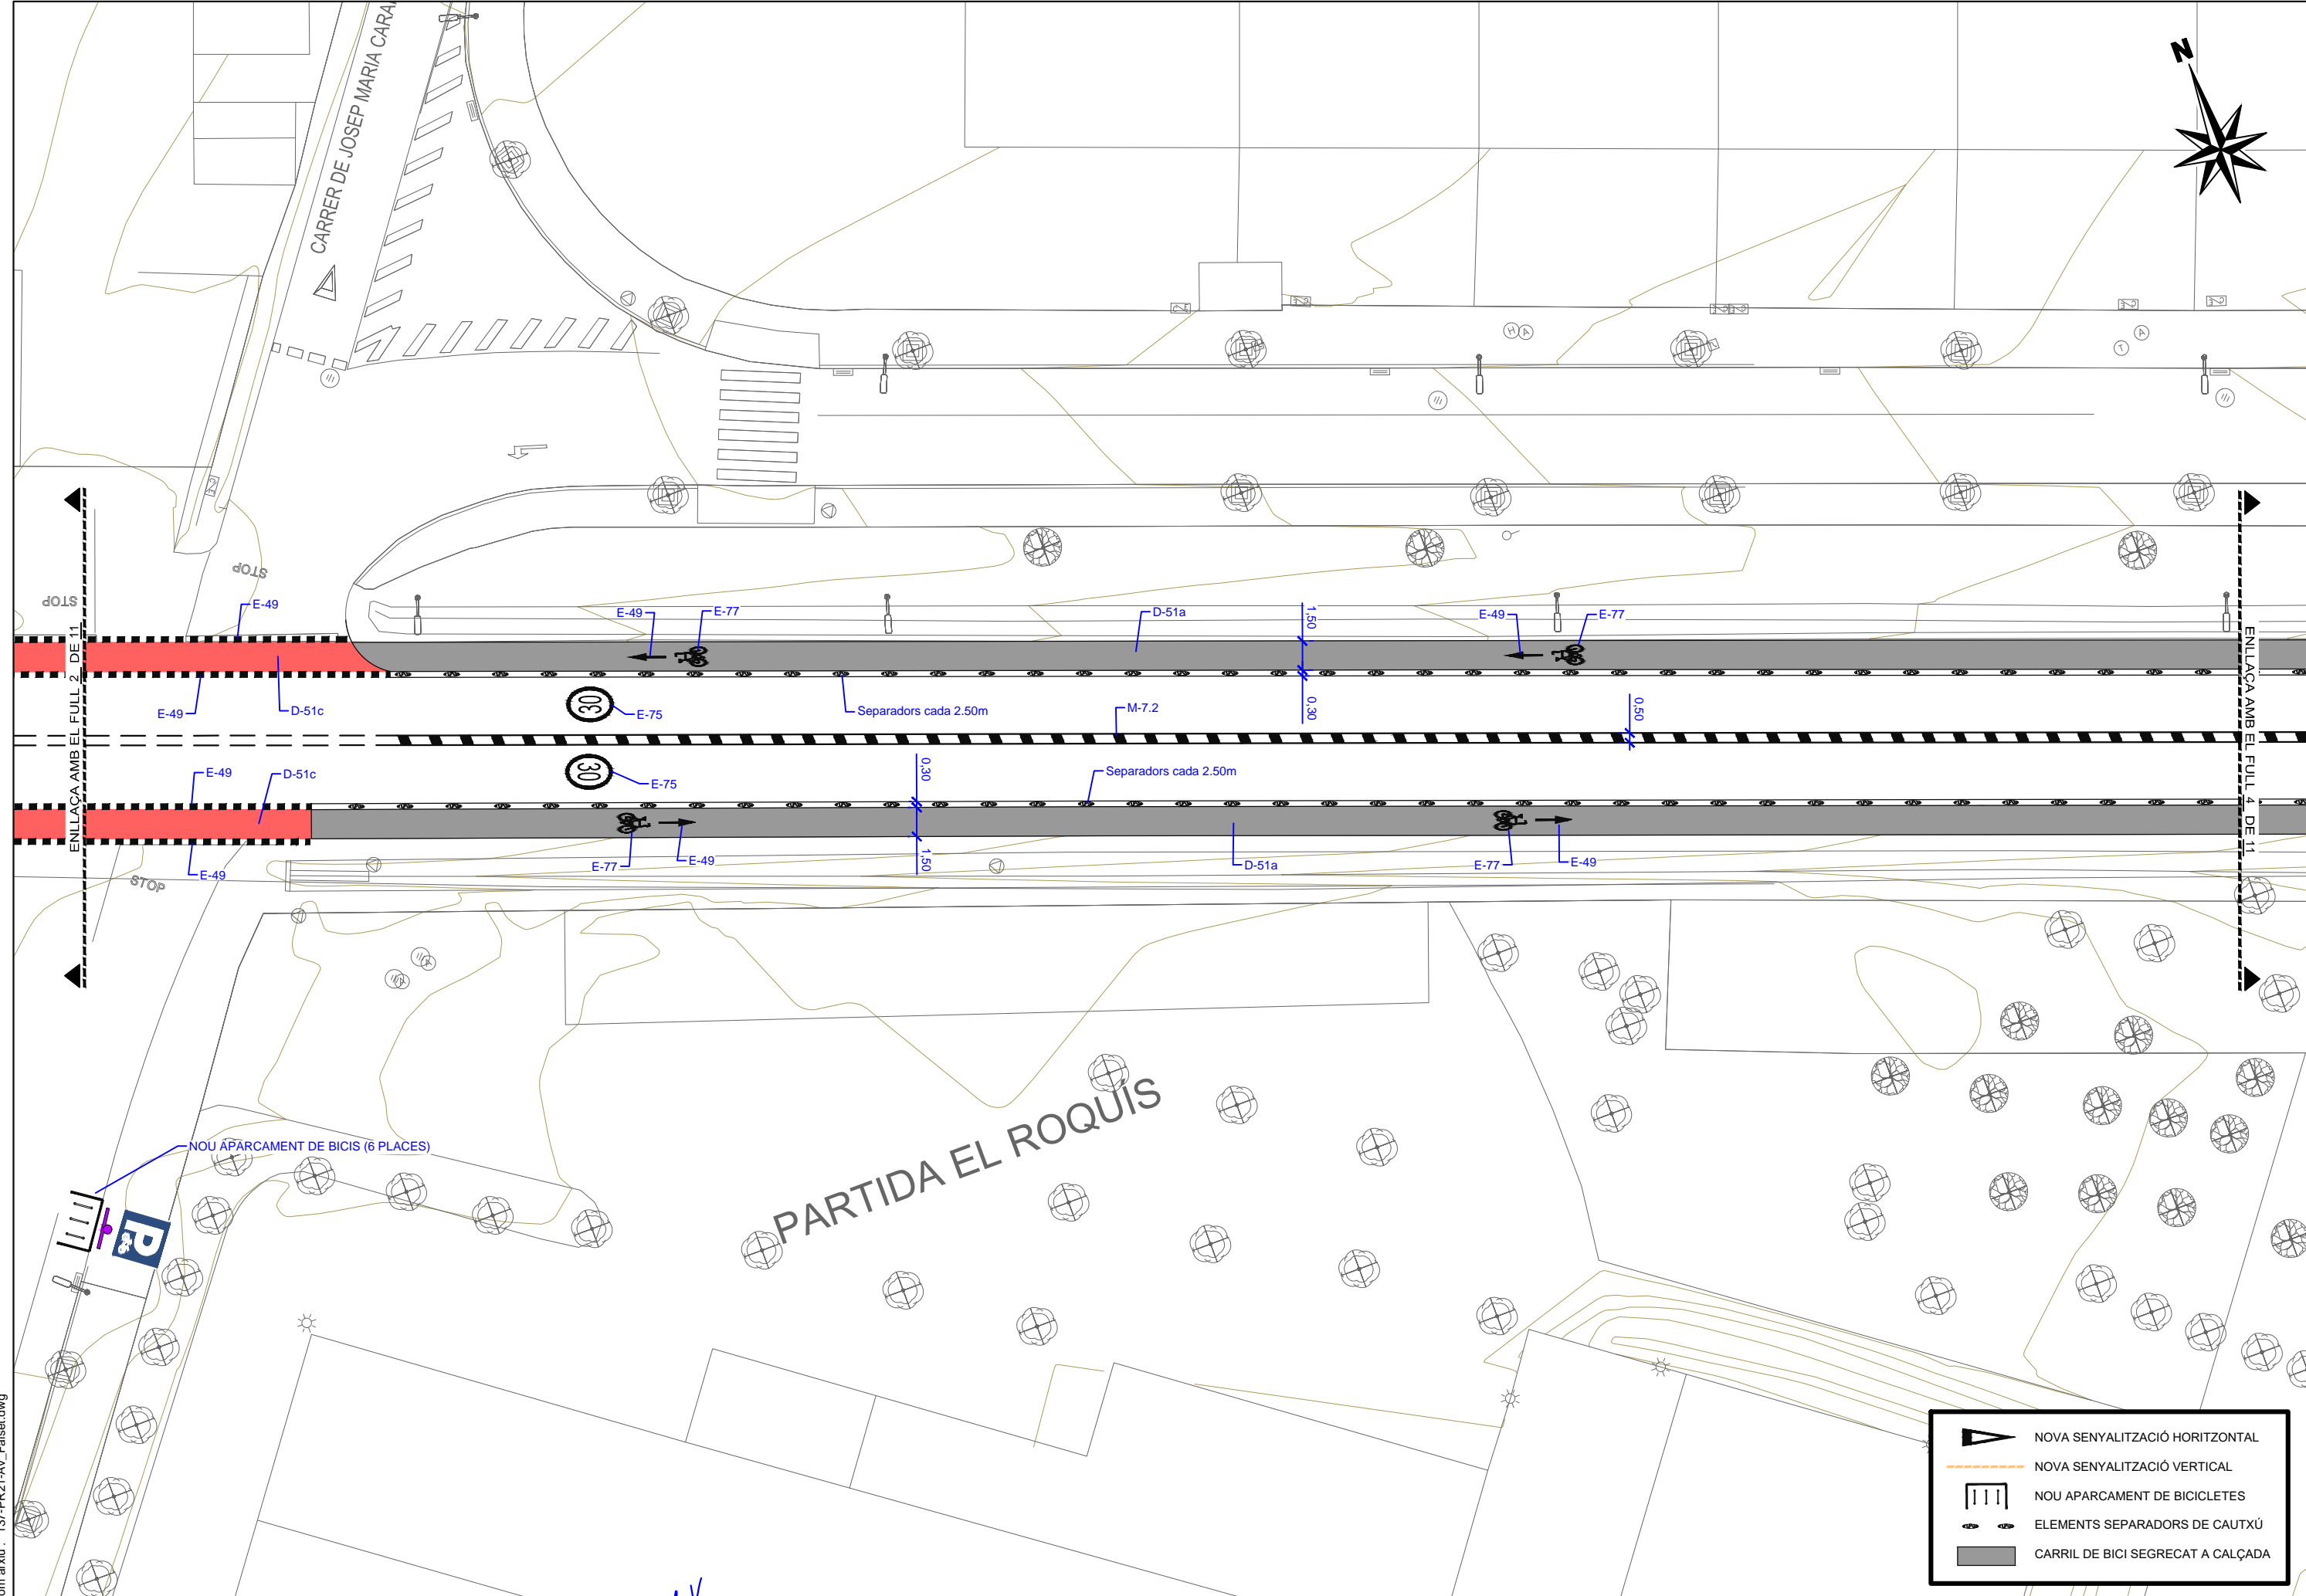 CARRER DE JOSEP MARIA
N
STOP
STOP
E-49
E-49
E-77
D-51a
1,50
E-49
E-77
ENLLAÇA AMB EL FULL 2 DE 11
ENLLAÇA AMB EL FULL 4 DE 11
E-49
D-51c
30
E-75
Separadors cada 2.50m
M-7.2
0,30
0,50
E-49
D-51c
30
E-75
0,30
Separadors cada 2.50m
E-49
E-77
E-49
1,50
D-51a
E-77
E-49
STOP
PARTIDA EL ROQUÍS
NOU APARCAMENT DE BICIS (6 PLACES)
P
NOVA SENYALITZACIÓ HORITZONTAL
NOVA SENYALITZACIÓ VERTICAL
NOU APARCAMENT DE BICICLETES
ELEMENTS SEPARADORS DE CAUTXÚ
CARRIL DE BICI SEGRECAT A CALÇADA